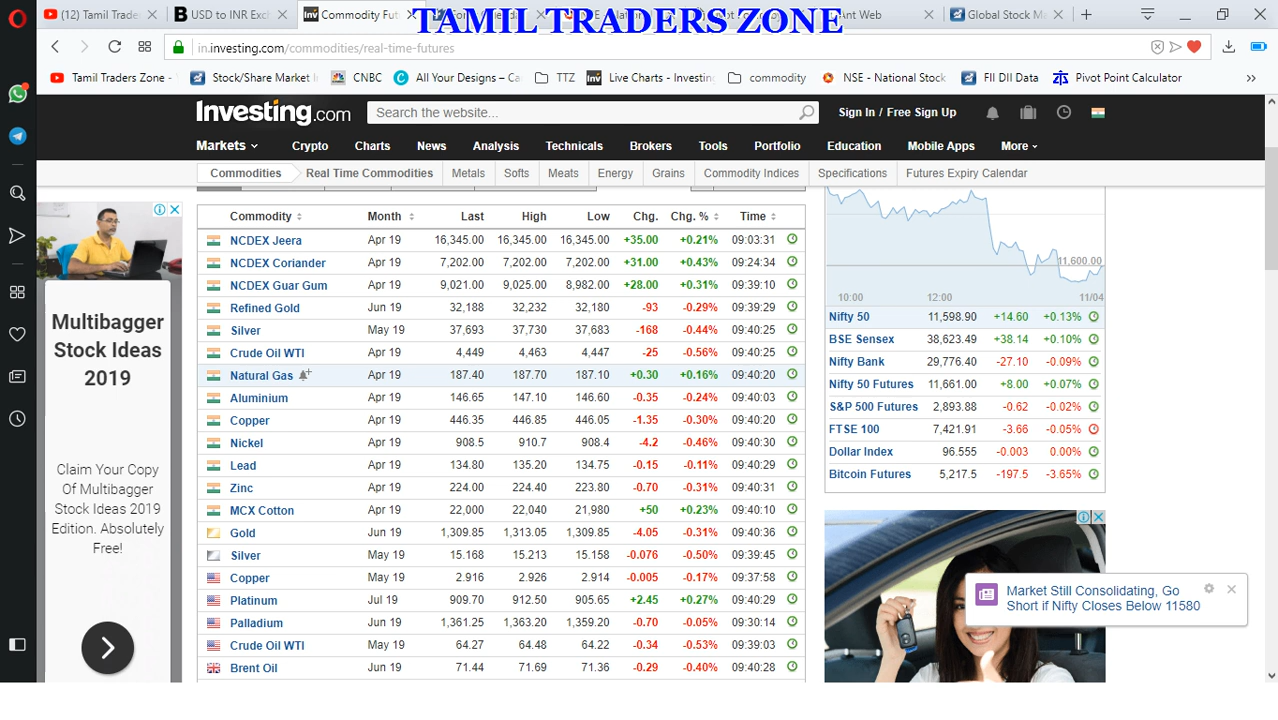 (12) Tamil Trader
USD to INR Exc
Commodity Fut
TAMIL TRADERS ZONE
Ant Web
Global Stock M
in.investing.com/commodities/real-time-futures
Tamil Traders Zone -
Stock/Share Market I
CNBC
All Your Designs – Ca
TTZ
Live Charts - Investin
commodity
NSE - National Stock
FII DII Data
Pivot Point Calculator
Investing.com
Search the website...
Sign In / Free Sign Up
Markets Crypto Charts News Analysis Technicals Brokers Tools Portfolio Education Mobile Apps More
Commodities Real Time Commodities Metals Softs Meats Energy Grains Commodity Indices Specifications Futures Expiry Calendar
Commodity Month Last High Low Chg. Chg. % Time
NCDEX Jeera Apr 19 16,345.00 16,345.00 16,345.00 +35.00 +0.21% 09:03:31
NCDEX Coriander Apr 19 7,202.00 7,202.00 7,202.00 +31.00 +0.43% 09:24:34
NCDEX Guar Gum Apr 19 9,021.00 9,025.00 8,982.00 +28.00 +0.31% 09:39:10
Refined Gold Jun 19 32,188 32,232 32,180 -93 -0.29% 09:39:29
Silver May 19 37,693 37,730 37,683 -168 -0.44% 09:40:25
Crude Oil WTI Apr 19 4,449 4,463 4,447 -25 -0.56% 09:40:25
Natural Gas Apr 19 187.40 187.70 187.10 +0.30 +0.16% 09:40:20
Aluminium Apr 19 146.65 147.10 146.60 -0.35 -0.24% 09:40:03
Copper Apr 19 446.35 446.85 446.05 -1.35 -0.30% 09:40:20
Nickel Apr 19 908.5 910.7 908.4 -4.2 -0.46% 09:40:30
Lead Apr 19 134.80 135.20 134.75 -0.15 -0.11% 09:40:29
Zinc Apr 19 224.00 224.40 223.80 -0.70 -0.31% 09:40:31
MCX Cotton Apr 19 22,000 22,040 21,980 +50 +0.23% 09:40:10
Gold Jun 19 1,309.85 1,313.05 1,309.85 -4.05 -0.31% 09:40:36
Silver May 19 15.168 15.213 15.158 -0.076 -0.50% 09:39:45
Copper May 19 2.916 2.926 2.914 -0.005 -0.17% 09:37:58
Platinum Jul 19 909.70 912.50 905.65 +2.45 +0.27% 09:40:29
Palladium Jun 19 1,361.25 1,363.20 1,359.20 -0.70 -0.05% 09:30:14
Crude Oil WTI May 19 64.27 64.48 64.22 -0.34 -0.53% 09:39:03
Brent Oil Jun 19 71.44 71.69 71.36 -0.29 -0.40% 09:40:28
11,600.00
10:00 12:00 11/04
Nifty 50 11,598.90 +14.60 +0.13%
BSE Sensex 38,623.49 +38.14 +0.10%
Nifty Bank 29,776.40 -27.10 -0.09%
Nifty 50 Futures 11,661.00 +8.00 +0.07%
S&P 500 Futures 2,893.88 -0.62 -0.02%
FTSE 100 7,421.91 -3.66 -0.05%
Dollar Index 96.555 -0.003 0.00%
Bitcoin Futures 5,217.5 -197.5 -3.65%
Multibagger
Stock Ideas
2019
Claim Your Copy
Of Multibagger
Stock Ideas 2019
Edition. Absolutely
Free!
Market Still Consolidating, Go
Short if Nifty Closes Below 11580